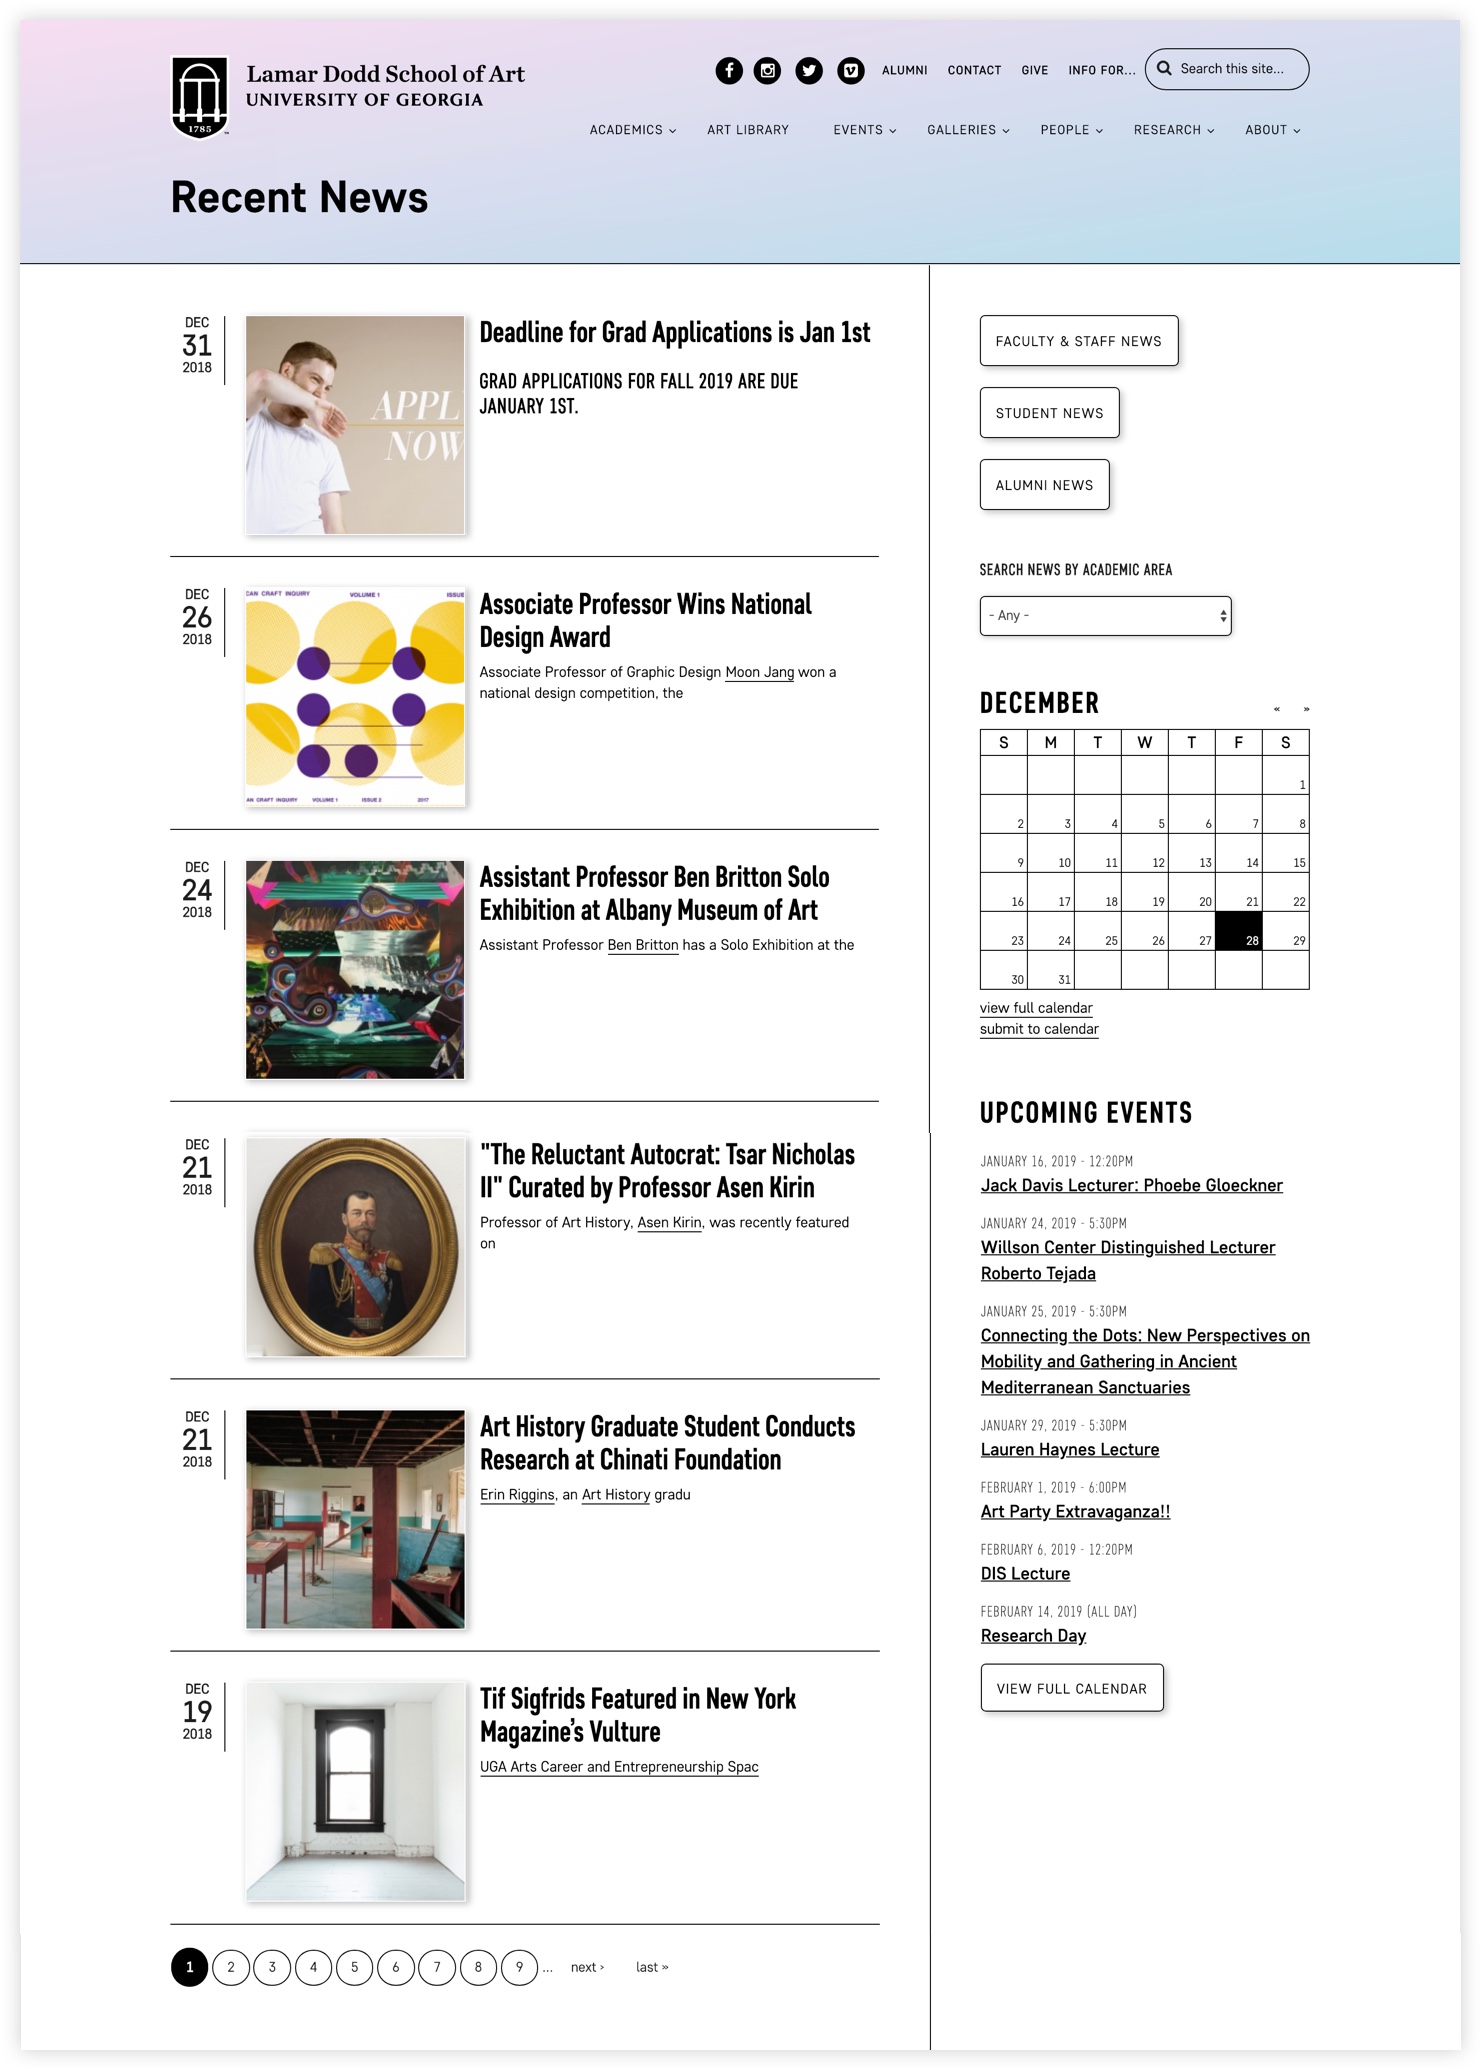 Lamar Dodd School of Art
UNIVERSITY OF GEORGIA
1785
ALUMNI
CONTACT
GIVE
INFO FOR...
Search this site...
ACADEMICS
ART LIBRARY
EVENTS
GALLERIES
PEOPLE
RESEARCH
ABOUT
Recent News
DEC
31
2018
APPL
NOW
Deadline for Grad Applications is Jan 1st
GRAD APPLICATIONS FOR FALL 2019 ARE DUE
JANUARY 1ST.
DEC
26
2018
CAN CRAFT INQUIRY VOLUME 1 ISSUE
AN CRAFT INQUIRY VOLUME 1 ISSUE 2 2017
Associate Professor Wins National
Design Award
Associate Professor of Graphic Design Moon Jang won a
national design competition, the
DEC
24
2018
Assistant Professor Ben Britton Solo
Exhibition at Albany Museum of Art
Assistant Professor Ben Britton has a Solo Exhibition at the
DEC
21
2018
"The Reluctant Autocrat: Tsar Nicholas
II" Curated by Professor Asen Kirin
Professor of Art History, Asen Kirin, was recently featured
on
DEC
21
2018
Art History Graduate Student Conducts
Research at Chinati Foundation
Erin Riggins, an Art History gradu
DEC
19
2018
Tif Sigfrids Featured in New York
Magazine's Vulture
UGA Arts Career and Entrepreneurship Spac
1 2 3 4 5 6 7 8 9 ... next › last »
FACULTY & STAFF NEWS
STUDENT NEWS
ALUMNI NEWS
SEARCH NEWS BY ACADEMIC AREA
- Any -
DECEMBER « »
S M T W T F S
1
2 3 4 5 6 7 8
9 10 11 12 13 14 15
16 17 18 19 20 21 22
23 24 25 26 27 28 29
30 31
view full calendar
submit to calendar
UPCOMING EVENTS
JANUARY 16, 2019 - 12:20PM
Jack Davis Lecturer: Phoebe Gloeckner
JANUARY 24, 2019 - 5:30PM
Willson Center Distinguished Lecturer
Roberto Tejada
JANUARY 25, 2019 - 5:30PM
Connecting the Dots: New Perspectives on
Mobility and Gathering in Ancient
Mediterranean Sanctuaries
JANUARY 29, 2019 - 5:30PM
Lauren Haynes Lecture
FEBRUARY 1, 2019 - 6:00PM
Art Party Extravaganza!!
FEBRUARY 6, 2019 - 12:20PM
DIS Lecture
FEBRUARY 14, 2019 (ALL DAY)
Research Day
VIEW FULL CALENDAR